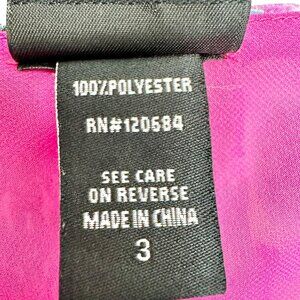 100%POLYESTER
RN#120684
SEE CARE
ON REVERSE
MADE IN CHINA
3